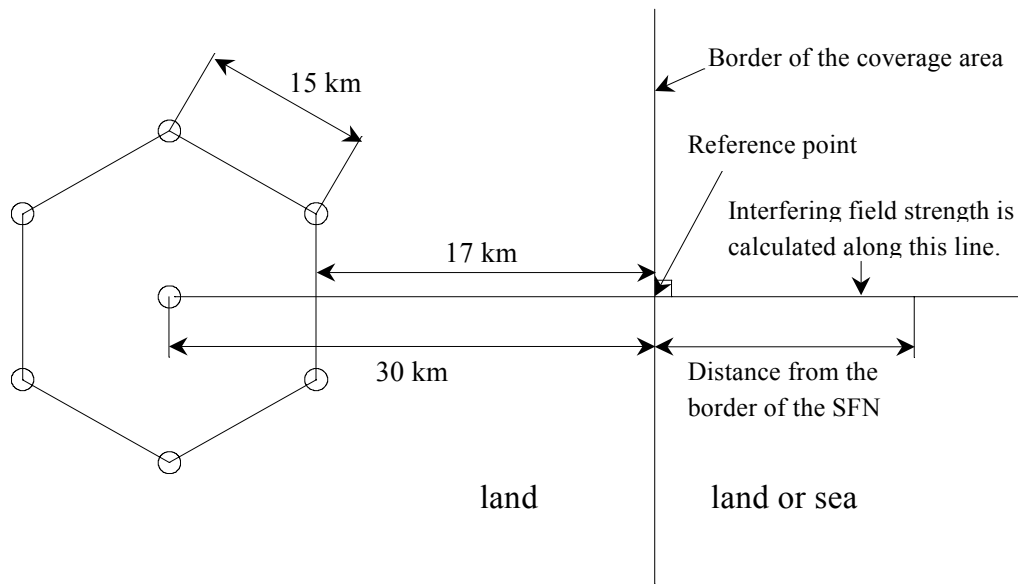 Border of the coverage area
15 km
Reference point
Interfering field strength is
calculated along this line.
17 km
30 km
Distance from the
border of the SFN
land
land or sea